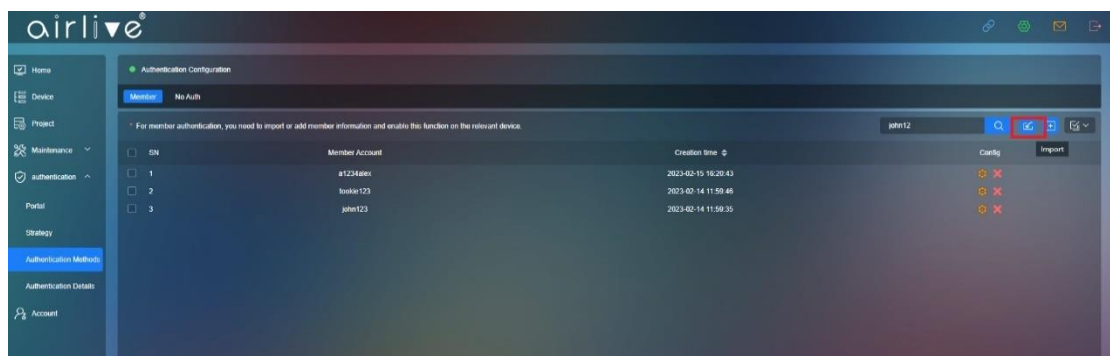 airlive®
Home
Device
Project
Maintenance
authentication
Portal
Strategy
Authentication Methods
Authentication Details
Account
Authentication Configuration
Member No Auth
* For member authentication, you need to import or add member information and enable this function on the relevant device.
john12
Import
SN Member Account Creation time Config
1 a1234alex 2023-02-15 16:20:43
2 tookie123 2023-02-14 11:59:46
3 john123 2023-02-14 11:59:35